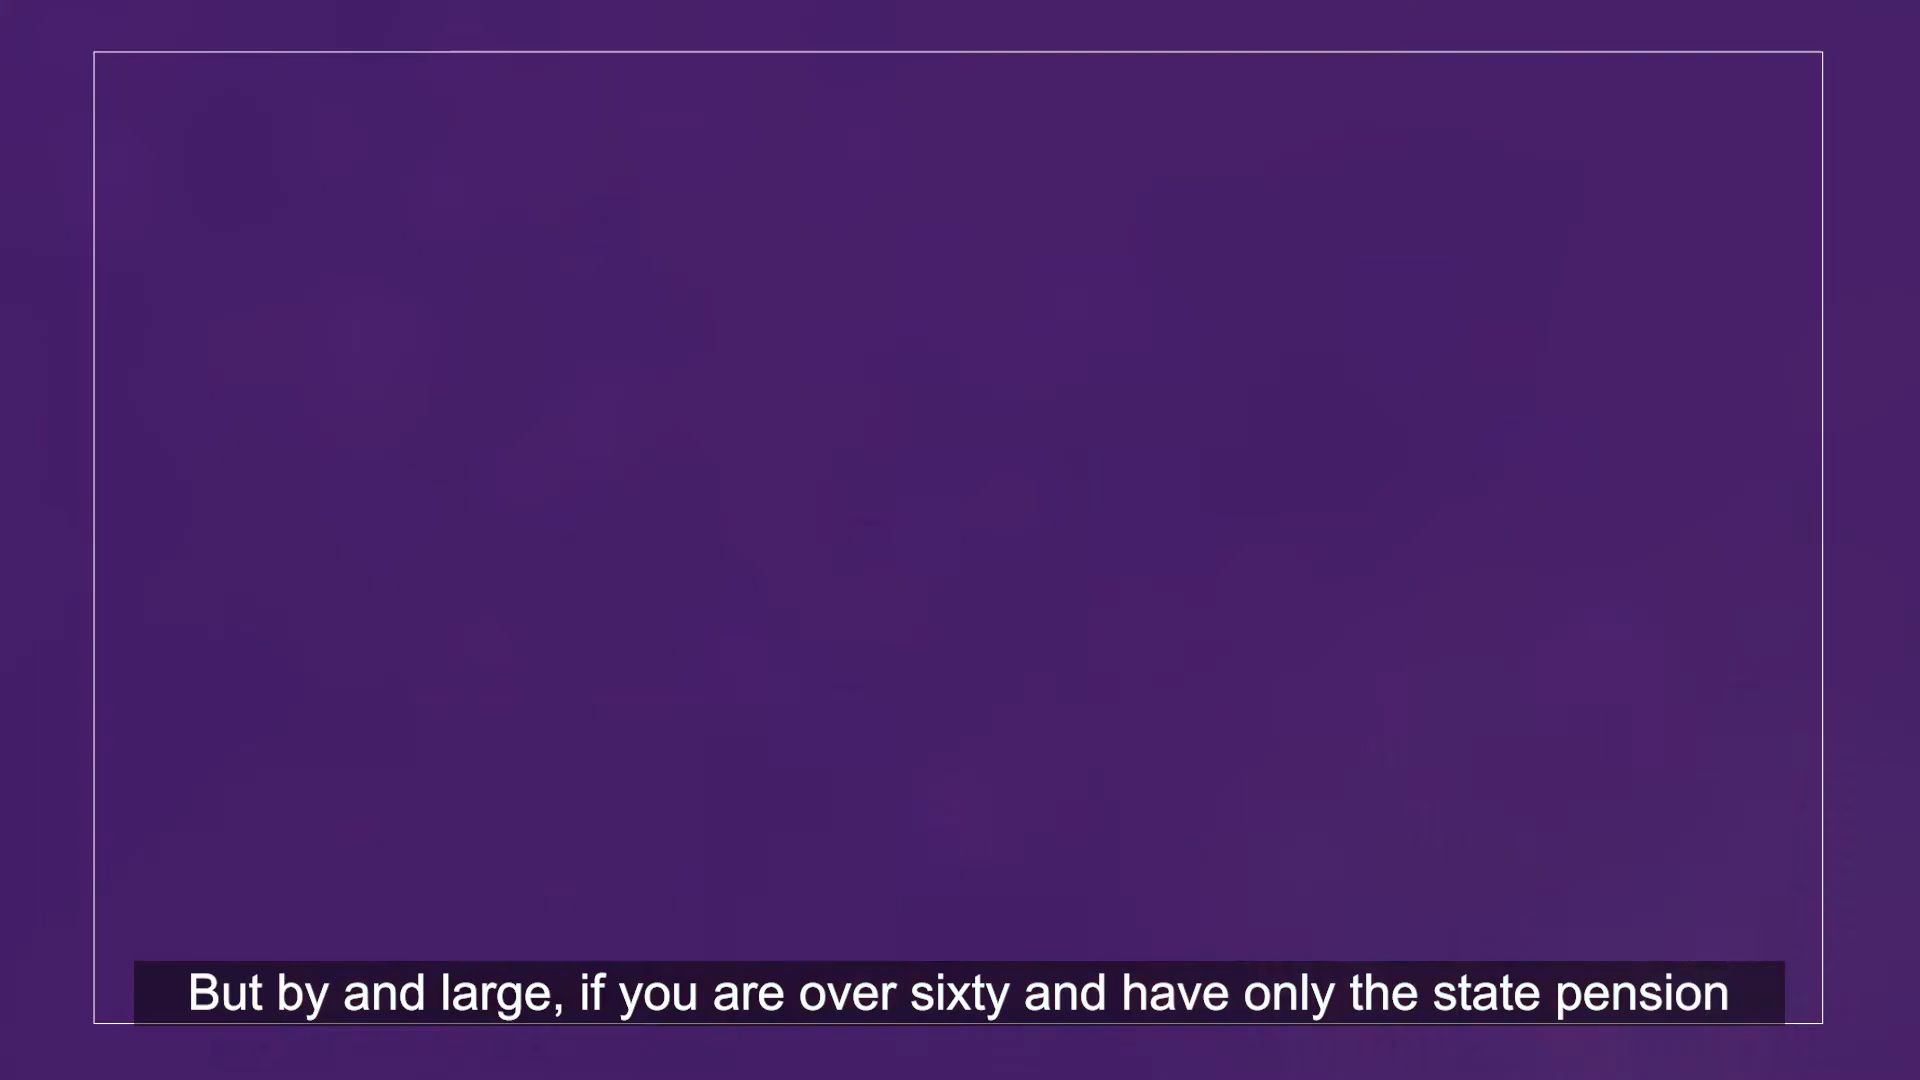 But by and large, if you are over sixty and have only the state pension